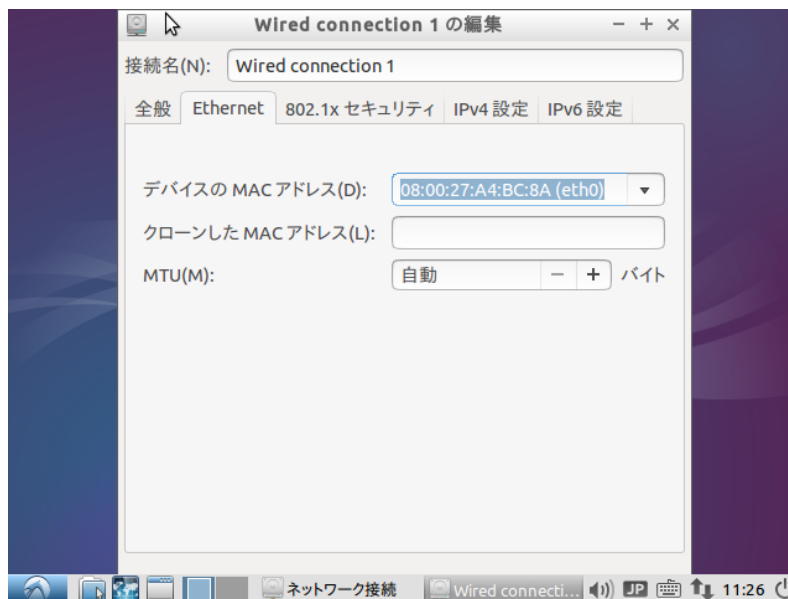 Wired connection 1 の編集
接続名(N): Wired connection 1
全般 Ethernet 802.1x セキュリティ IPv4 設定 IPv6 設定
デバイスの MAC アドレス(D): 08:00:27:A4:BC:8A (eth0)
クローンした MAC アドレス(L):
MTU(M): 自動 − + バイト
ネットワーク接続 Wired connecti... JP 11:26